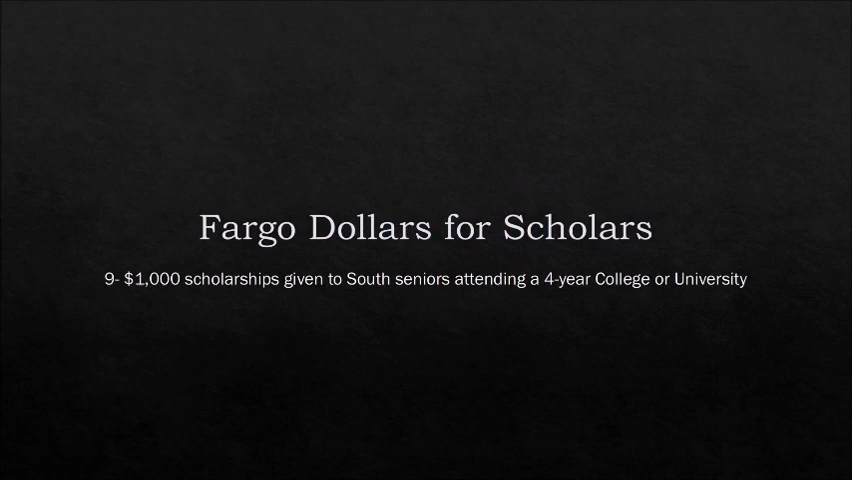 Fargo Dollars for Scholars
9- $1,000 scholarships given to South seniors attending a 4-year College or University